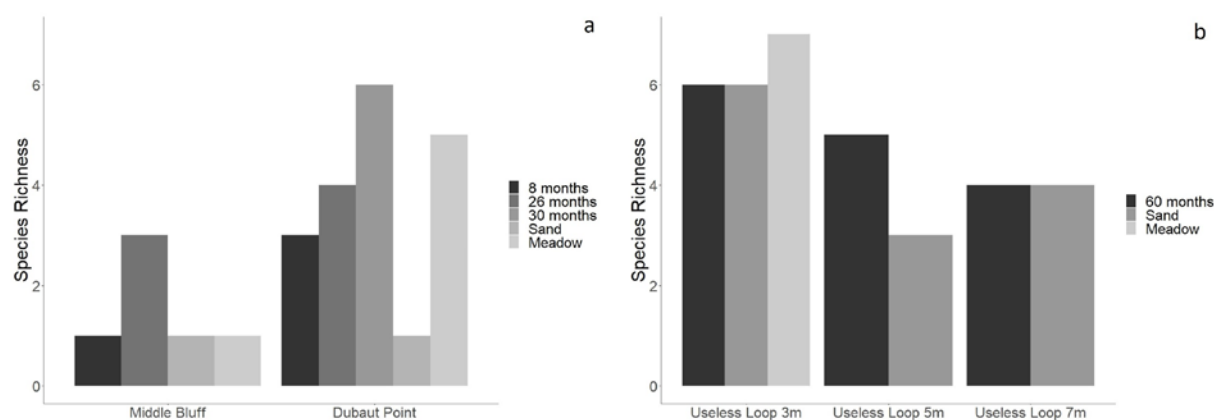 a
Species Richness
6
4
2
0
Middle Bluff
Dubaut Point
8 months
26 months
30 months
Sand
Meadow
b
Species Richness
6
4
2
0
Useless Loop 3m
Useless Loop 5m
Useless Loop 7m
60 months
Sand
Meadow